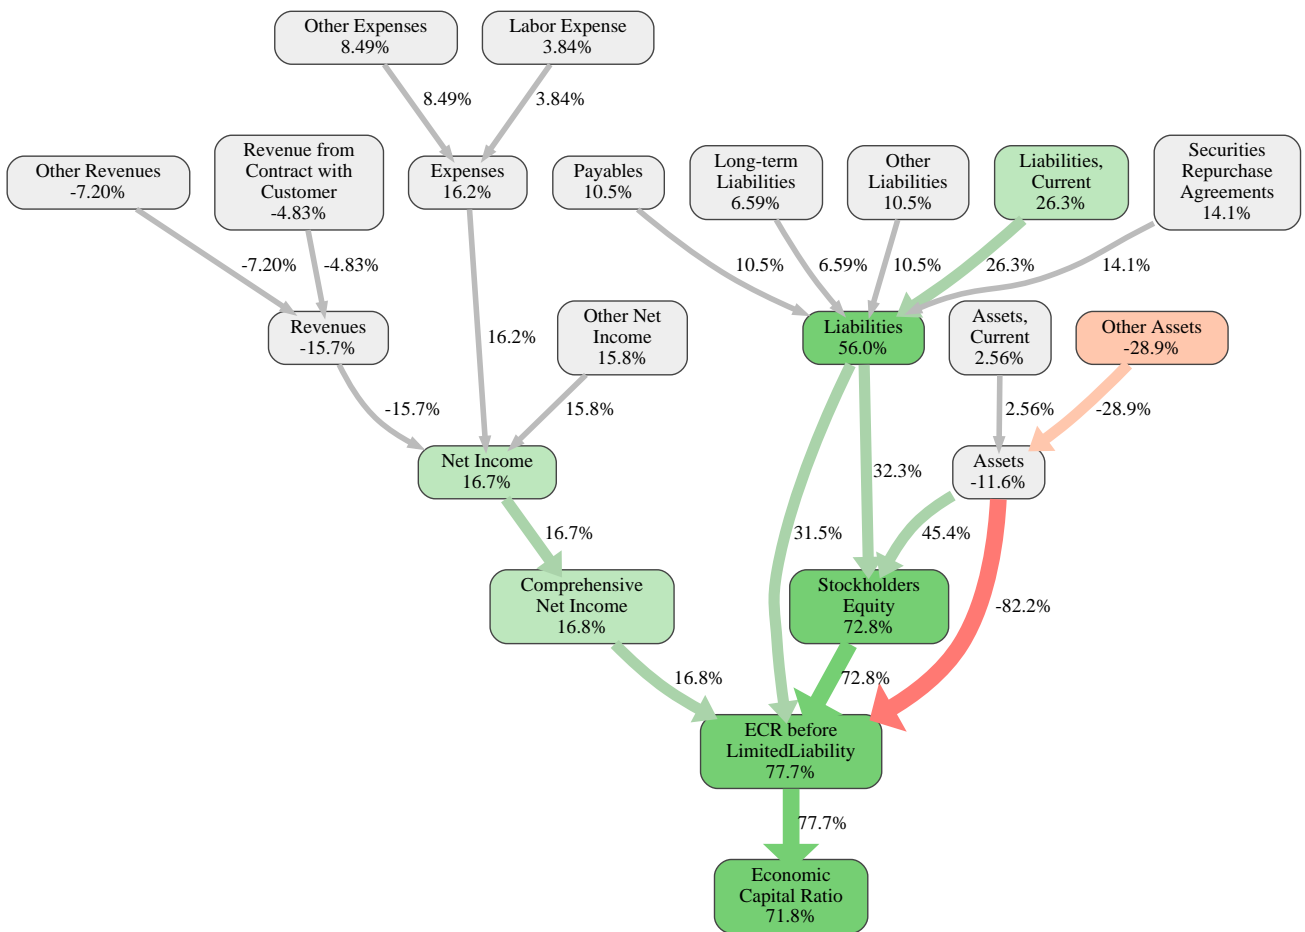 Other Expenses
8.49%
Labor Expense
3.84%
8.49%
3.84%
Other Revenues
-7.20%
Revenue from
Contract with
Customer
-4.83%
Expenses
16.2%
Payables
10.5%
Long-term
Liabilities
6.59%
Other
Liabilities
10.5%
Liabilities,
Current
26.3%
Securities
Repurchase
Agreements
14.1%
-7.20%
-4.83%
10.5%
6.59%
10.5%
26.3%
14.1%
Revenues
-15.7%
16.2%
Other Net
Income
15.8%
Liabilities
56.0%
Assets,
Current
2.56%
Other Assets
-28.9%
-15.7%
15.8%
2.56%
-28.9%
Net Income
16.7%
32.3%
Assets
-11.6%
16.7%
31.5%
45.4%
Comprehensive
Net Income
16.8%
Stockholders
Equity
72.8%
-82.2%
16.8%
72.8%
ECR before
LimitedLiability
77.7%
77.7%
Economic
Capital Ratio
71.8%